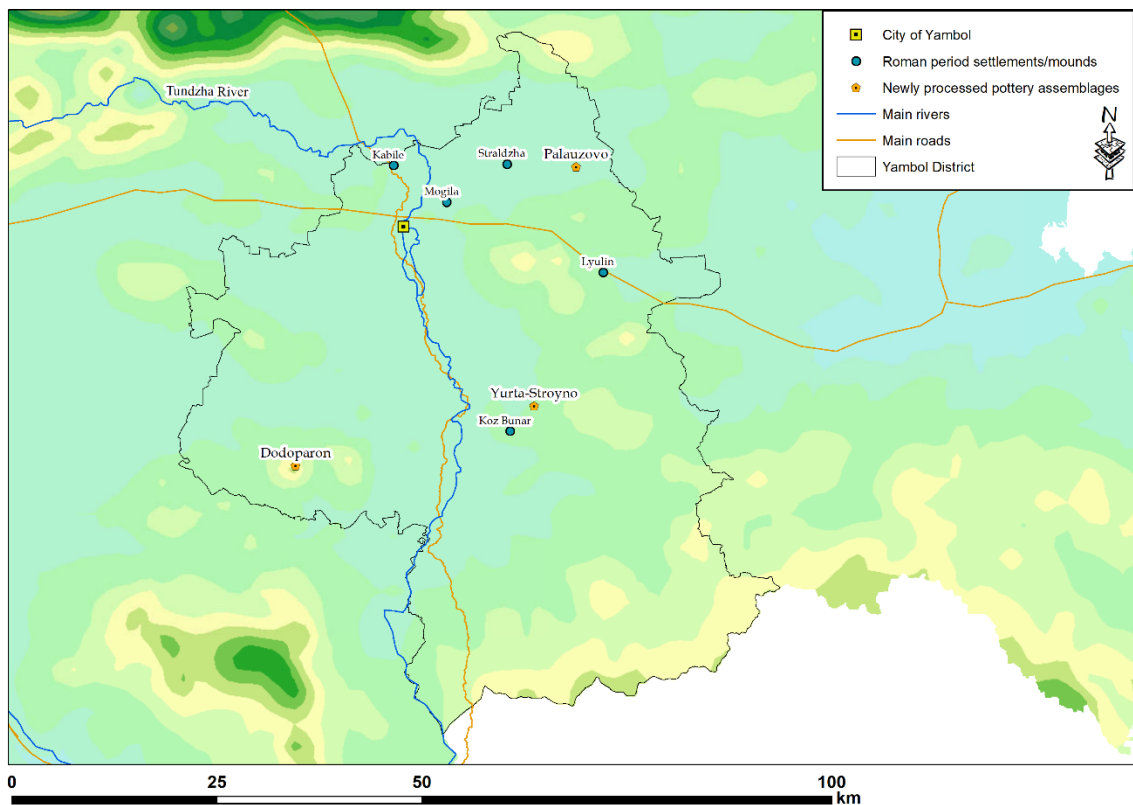 City of Yambol
Roman period settlements/mounds
Newly processed pottery assemblages
Main rivers
Main roads
Yambol District
N
Tundzha River
Kabile
Straldzha
Palauzovo
Mogila
Lyulin
Yurta-Stroyno
Koz Bunar
Dodoparon
0 25 50 100
km